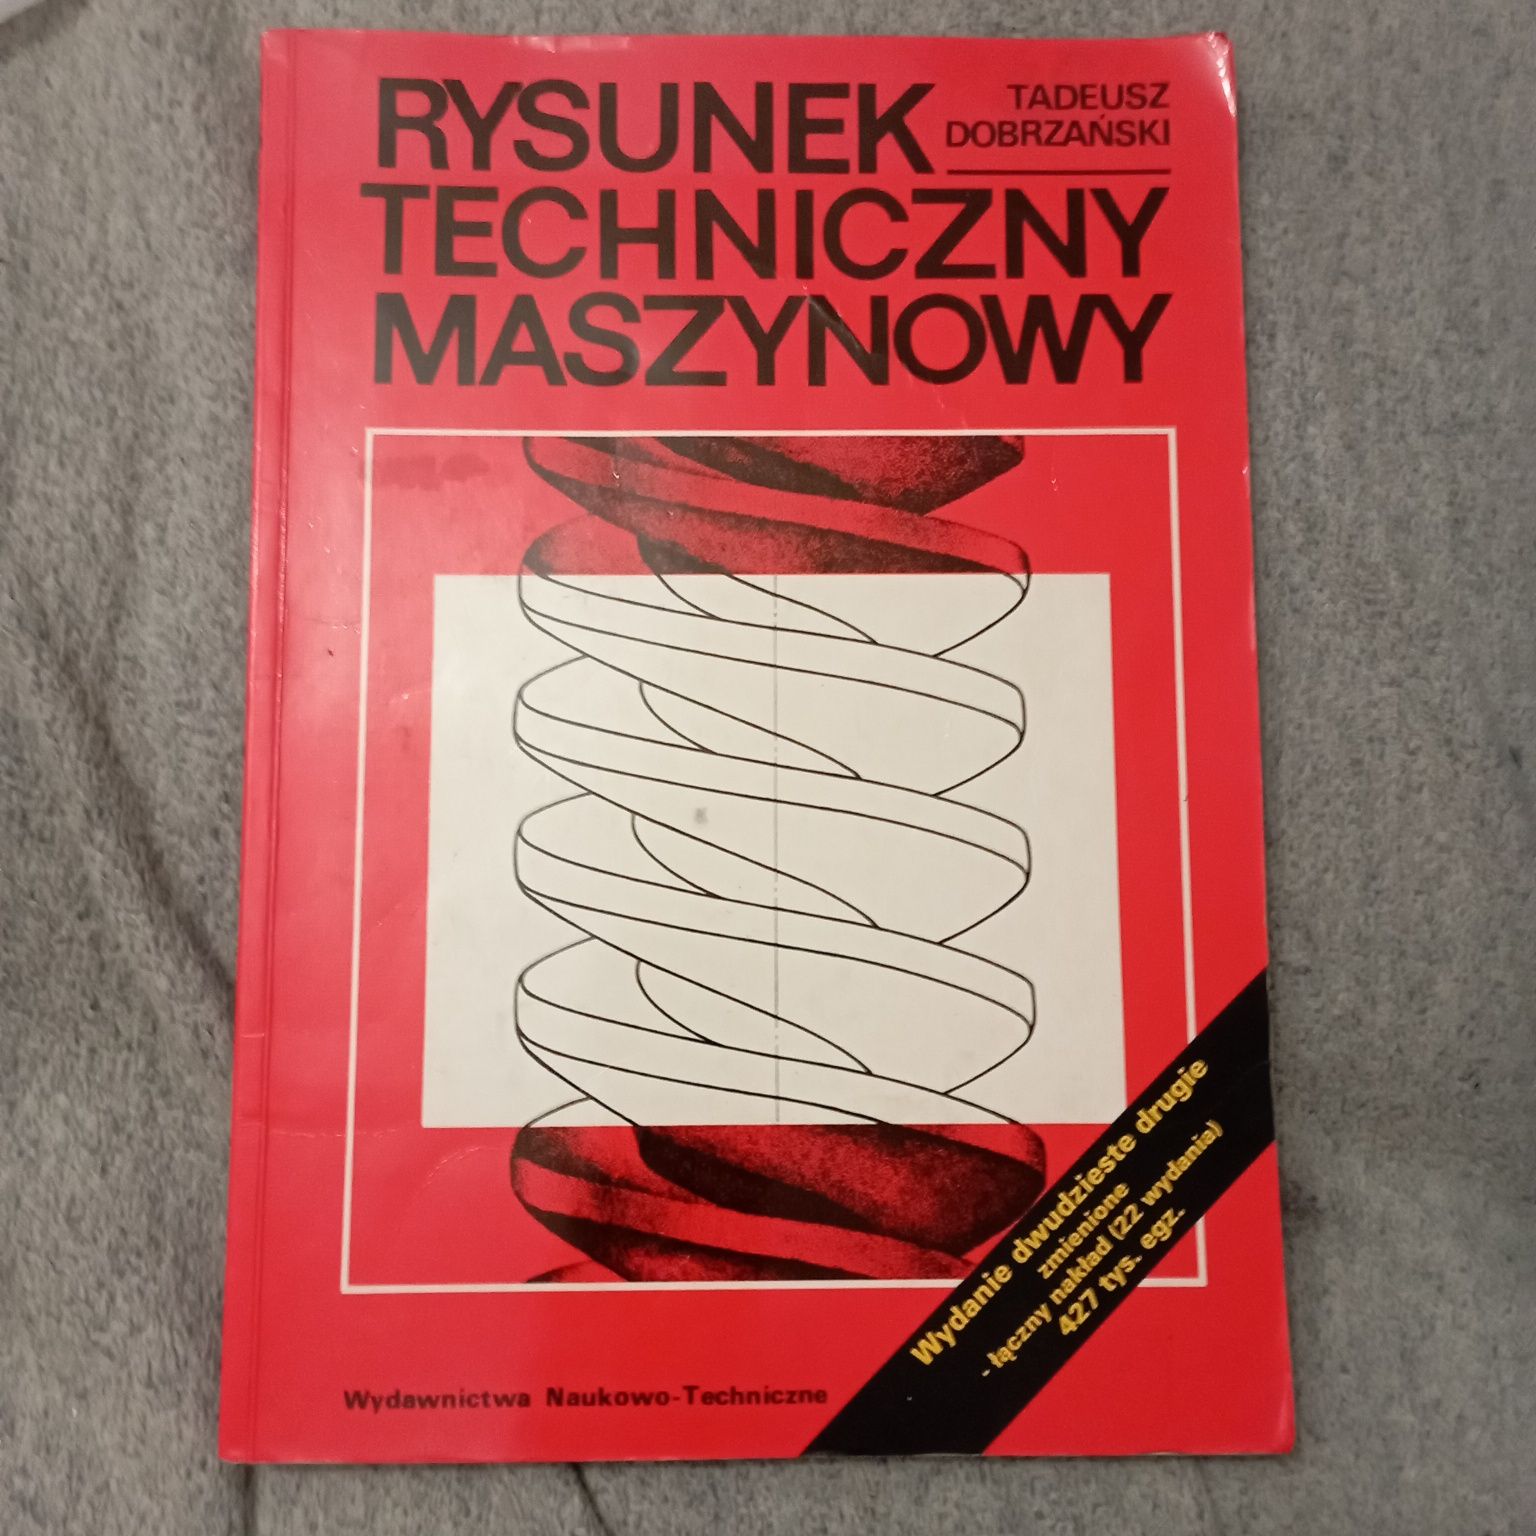 RYSUNEK
TADEUSZ
DOBRZAŃSKI
TECHNICZNY
MASZYNOWY
Wydanie dwudzieste drugie
zmienione
- łączny nakład (22 wydania)
427 tys. egz.
Wydawnictwa Naukowo-Techniczne